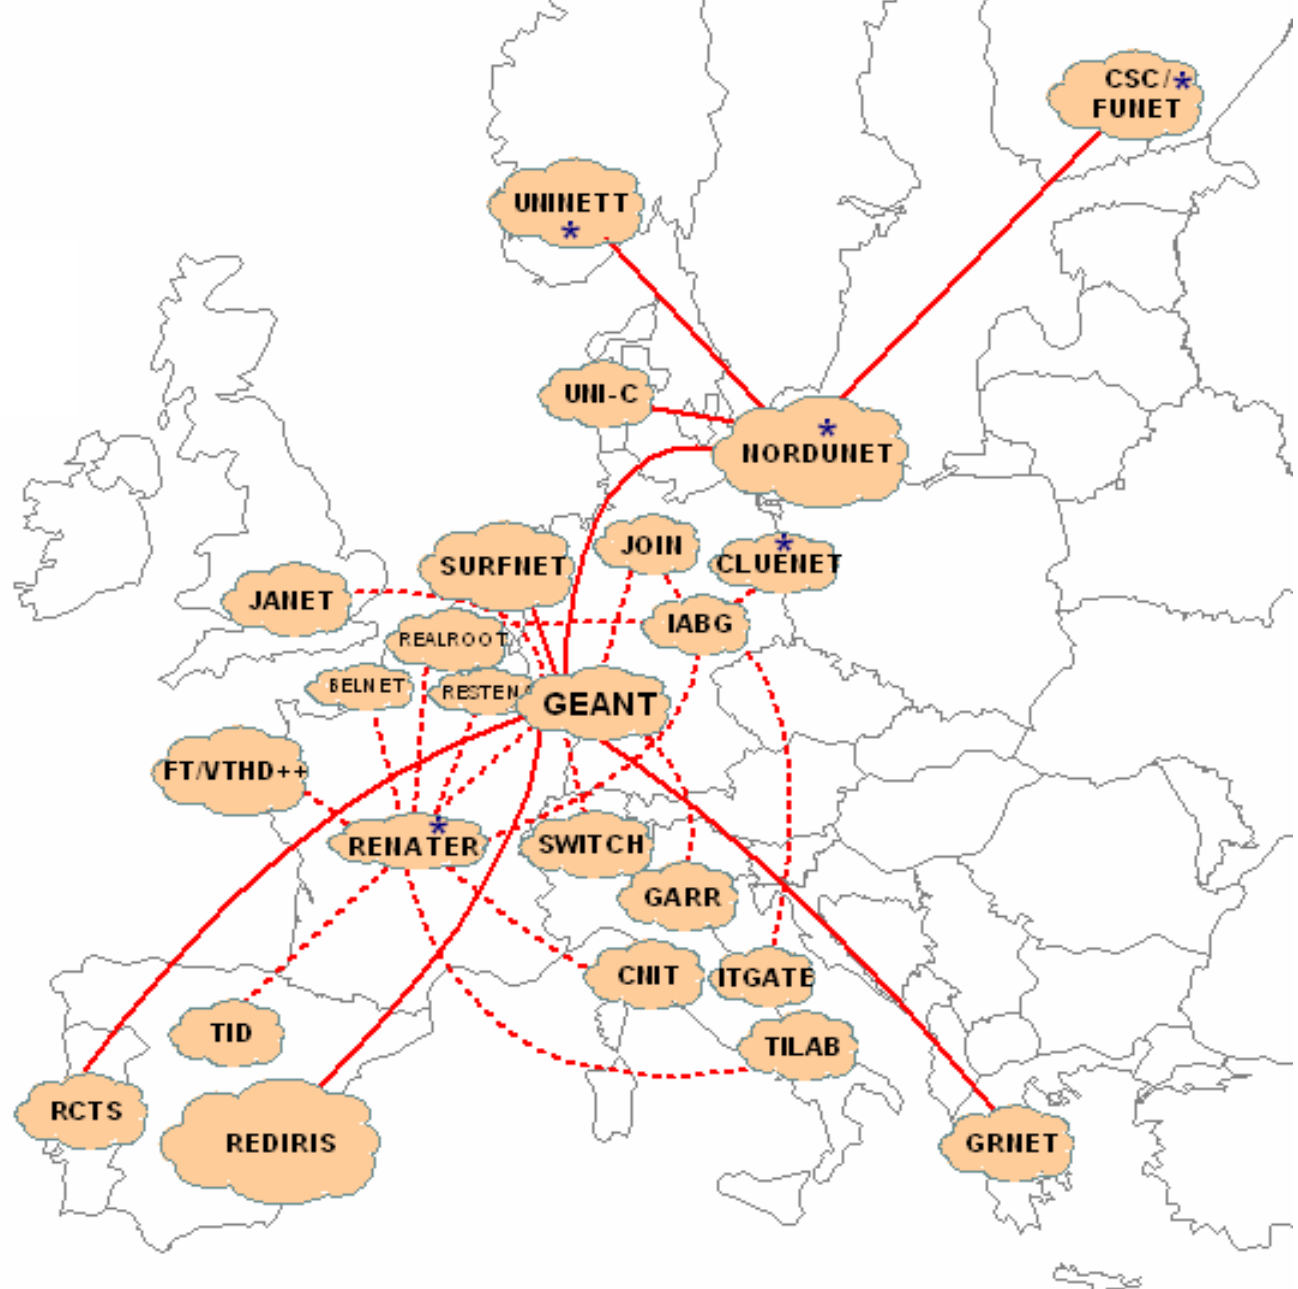 CSC/*
FUNET
UNINETT
*
UNI-C
*
NORDUNET
SURFNET
JOIN
*
CLUENET
JANET
IABG
REALROOT
BELNET
RESTENA
GEANT
FT/VTHD++
*
RENATER
SWITCH
GARR
CNIT
ITGATE
TID
TILAB
RCTS
REDIRIS
GRNET